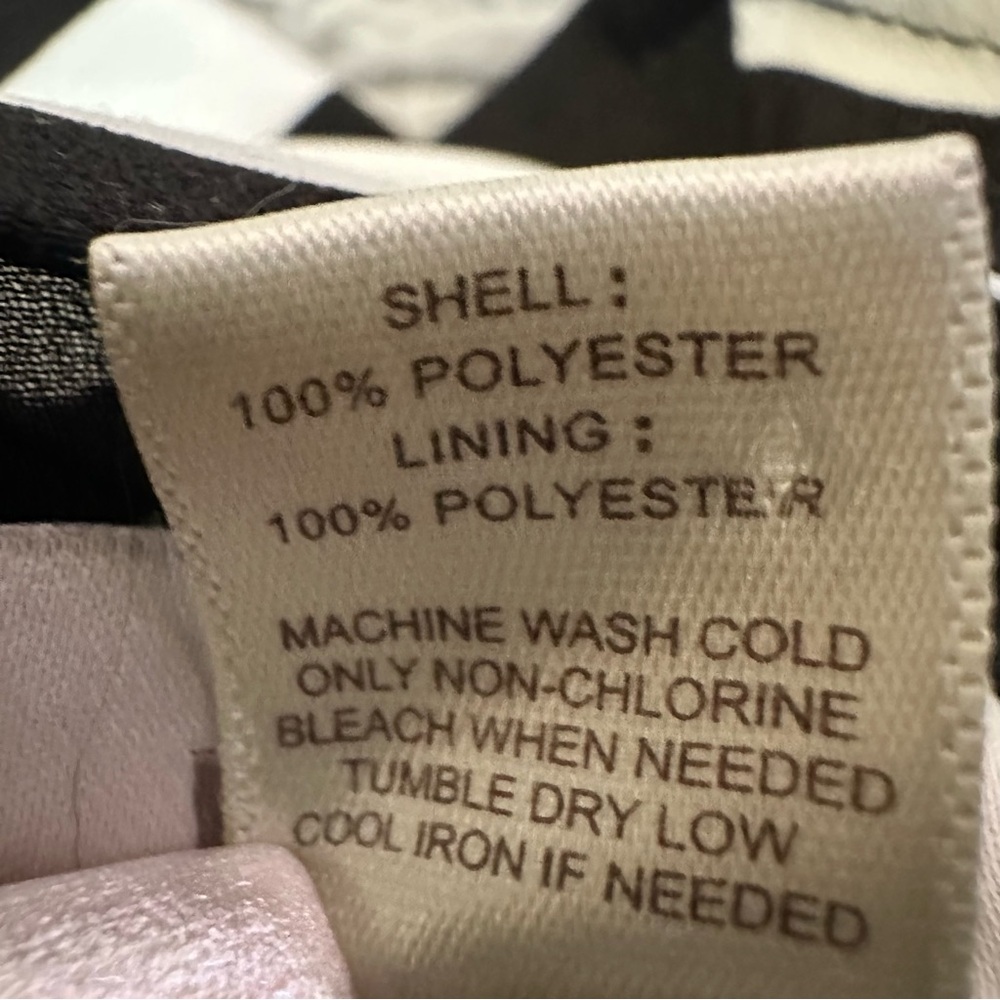 SHELL :
100% POLYESTER
LINING :
100% POLYESTER
MACHINE WASH COLD
ONLY NON-CHLORINE
BLEACH WHEN NEEDED
TUMBLE DRY LOW
COOL IRON IF NEEDED